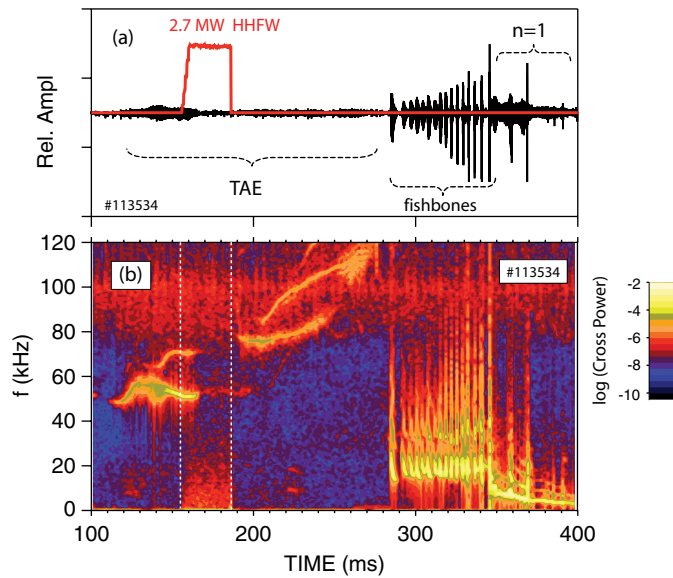 (a)
2.7 MW HHFW
n=1
Rel. Ampl
TAE
fishbones
#113534
120
100
80
60
40
20
0
f (kHz)
(b)
#113534
-2
-4
-6
-8
-10
log (Cross Power)
100
200
300
400
TIME (ms)